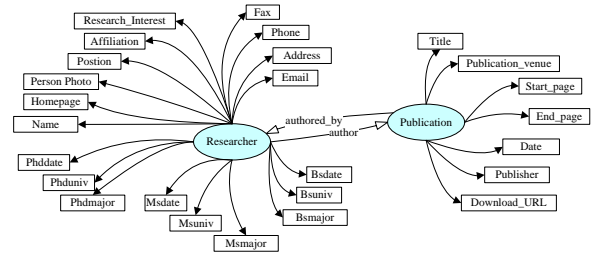 Fax
Research_Interest
Phone
Affiliation
Title
Address
Postion
Publication_venue
Email
Person Photo
Start_page
Homepage
End_page
authored_by
Name
Publication
author
Researcher
Date
Phddate
Bsdate
Publisher
Phduniv
Bsuniv
Phdmajor
Msdate
Download_URL
Bsmajor
Msuniv
Msmajor